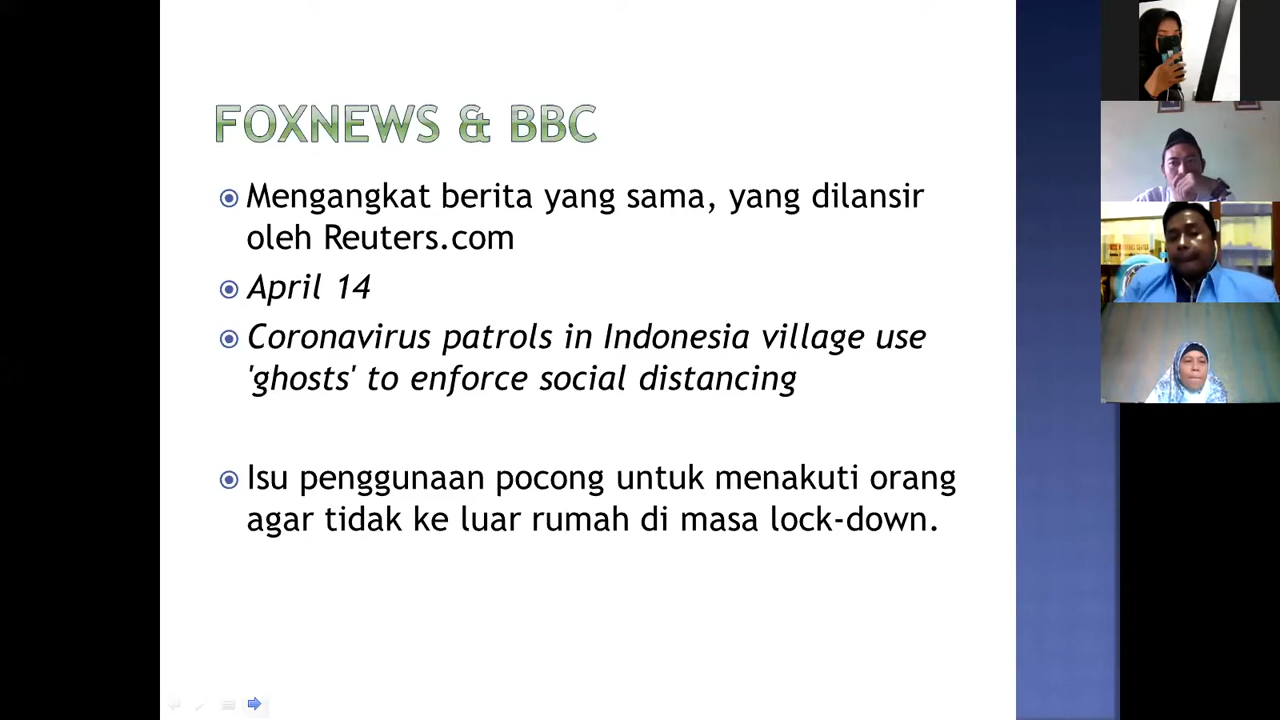 FOXNEWS & BBC
Mengangkat berita yang sama, yang dilansir
oleh Reuters.com
April 14
Coronavirus patrols in Indonesia village use
'ghosts' to enforce social distancing
Isu penggunaan pocong untuk menakuti orang
agar tidak ke luar rumah di masa lock-down.